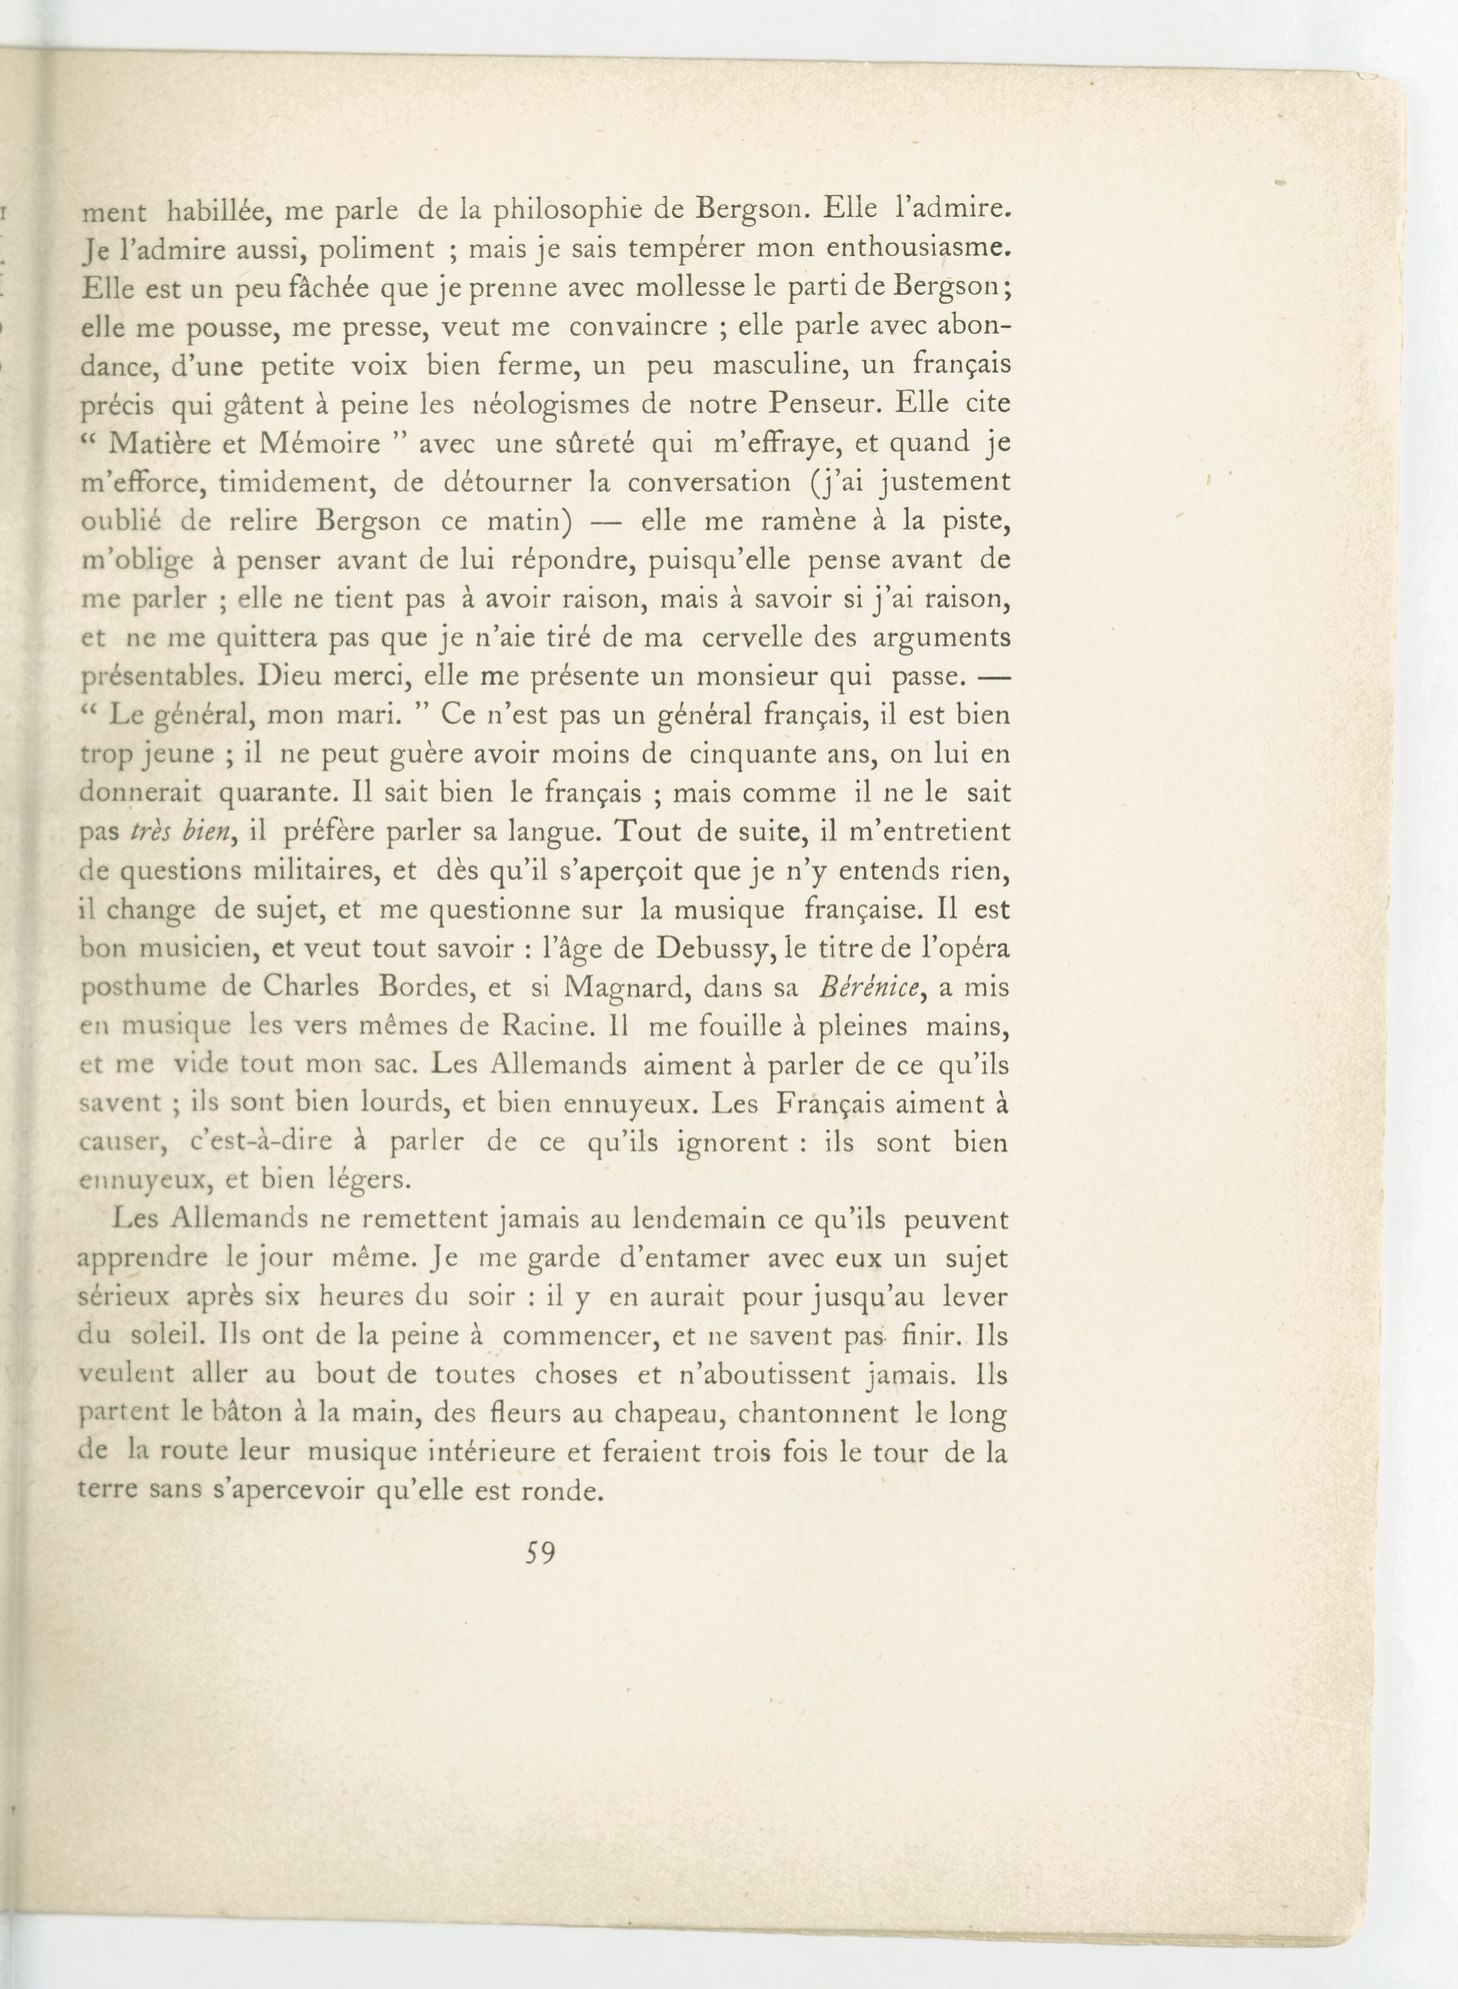 ment habillée, me parle de la philosophie de Bergson. Elle l'admire.
Je l'admire aussi, poliment ; mais je sais tempérer mon enthousiasme.
Elle est un peu fâchée que je prenne avec mollesse le parti de Bergson;
elle me pousse, me presse, veut me convaincre ; elle parle avec abon-
dance, d'une petite voix bien ferme, un peu masculine, un français
précis qui gâtent à peine les néologismes de notre Penseur. Elle cite
“ Matière et Mémoire ” avec une sûreté qui m'effraye, et quand je
m'efforce, timidement, de détourner la conversation (j'ai justement
oublié de relire Bergson ce matin) — elle me ramène à la piste,
m'oblige à penser avant de lui répondre, puisqu'elle pense avant de
me parler ; elle ne tient pas à avoir raison, mais à savoir si j'ai raison,
et ne me quittera pas que je n'aie tiré de ma cervelle des arguments
présentables. Dieu merci, elle me présente un monsieur qui passe. —
“ Le général, mon mari. ” Ce n'est pas un général français, il est bien
trop jeune ; il ne peut guère avoir moins de cinquante ans, on lui en
donnerait quarante. Il sait bien le français ; mais comme il ne le sait
pas très bien, il préfère parler sa langue. Tout de suite, il m'entretient
de questions militaires, et dès qu'il s'aperçoit que je n'y entends rien,
il change de sujet, et me questionne sur la musique française. Il est
bon musicien, et veut tout savoir : l'âge de Debussy, le titre de l'opéra
posthume de Charles Bordes, et si Magnard, dans sa Bérénice, a mis
en musique les vers mêmes de Racine. Il me fouille à pleines mains,
et me vide tout mon sac. Les Allemands aiment à parler de ce qu'ils
savent ; ils sont bien lourds, et bien ennuyeux. Les Français aiment à
causer, c'est-à-dire à parler de ce qu'ils ignorent : ils sont bien
ennuyeux, et bien légers.
Les Allemands ne remettent jamais au lendemain ce qu'ils peuvent
apprendre le jour même. Je me garde d'entamer avec eux un sujet
sérieux après six heures du soir : il y en aurait pour jusqu'au lever
du soleil. Ils ont de la peine à commencer, et ne savent pas finir. Ils
veulent aller au bout de toutes choses et n'aboutissent jamais. Ils
partent le bâton à la main, des fleurs au chapeau, chantonnent le long
de la route leur musique intérieure et feraient trois fois le tour de la
terre sans s'apercevoir qu'elle est ronde.
59